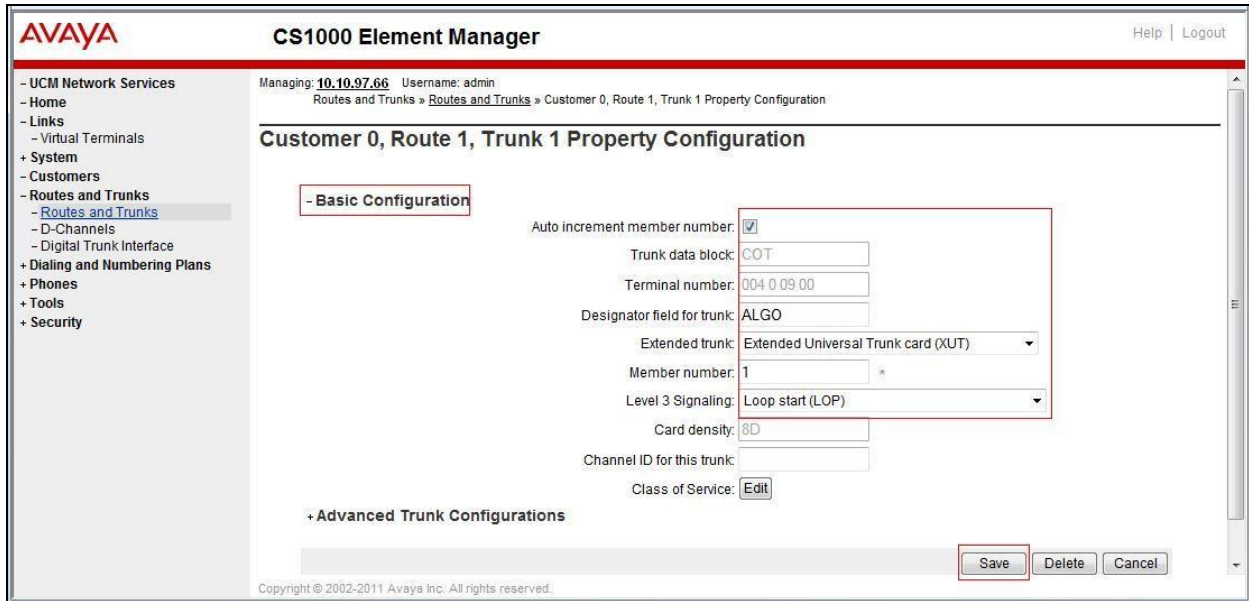 AVAYA
CS1000 Element Manager
Help | Logout
- UCM Network Services
- Home
- Links
- Virtual Terminals
+ System
- Customers
- Routes and Trunks
- Routes and Trunks
- D-Channels
- Digital Trunk Interface
+ Dialing and Numbering Plans
+ Phones
+ Tools
+ Security
Managing: 10.10.97.66 Username: admin
Routes and Trunks » Routes and Trunks » Customer 0, Route 1, Trunk 1 Property Configuration
Customer 0, Route 1, Trunk 1 Property Configuration
- Basic Configuration
Auto increment member number:
Trunk data block: COT
Terminal number: 004 0 09 00
Designator field for trunk: ALGO
Extended trunk: Extended Universal Trunk card (XUT)
Member number: 1 *
Level 3 Signaling: Loop start (LOP)
Card density: 8D
Channel ID for this trunk:
Class of Service: Edit
+ Advanced Trunk Configurations
Save Delete Cancel
Copyright © 2002-2011 Avaya Inc. All rights reserved.